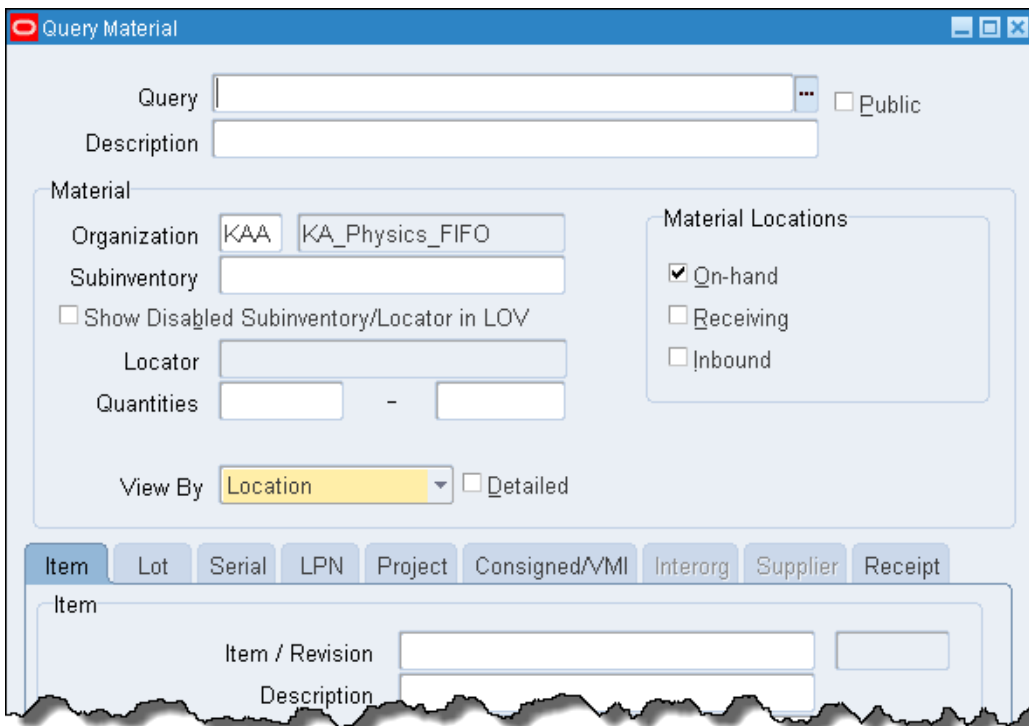 Query Material
Query ... Public
Description
Material
Organization KAA KA_Physics_FIFO
Material Locations
Subinventory
On-hand
Show Disabled Subinventory/Locator in LOV
Receiving
Locator
Inbound
Quantities -
View By Location Detailed
Item Lot Serial LPN Project Consigned/VMI Interorg Supplier Receipt
Item
Item / Revision
Description